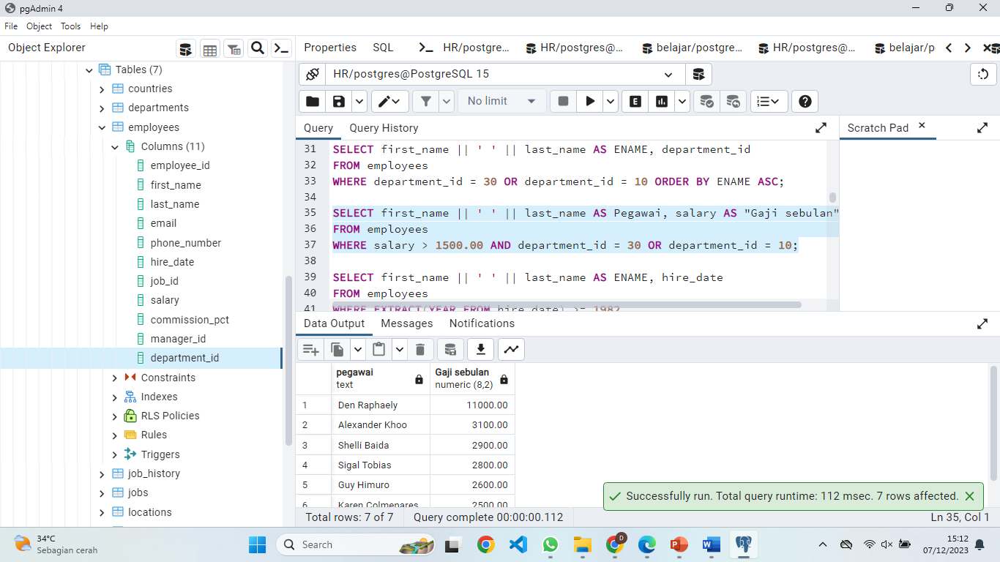 pgAdmin 4
File Object Tools Help
Object Explorer
Properties SQL HR/postgre... HR/postgres@... belajar/postgre... HR/postgres@... belajar/p
Tables (7)
countries
departments
employees
Columns (11)
employee_id
first_name
last_name
email
phone_number
hire_date
job_id
salary
commission_pct
manager_id
department_id
Constraints
Indexes
RLS Policies
Rules
Triggers
job_history
jobs
locations
HR/postgres@PostgreSQL 15
No limit
E
Query Query History
Scratch Pad
31 SELECT first_name || ' ' || last_name AS ENAME, department_id
32 FROM employees
33 WHERE department_id = 30 OR department_id = 10 ORDER BY ENAME ASC;
34
35 SELECT first_name || ' ' || last_name AS Pegawai, salary AS "Gaji sebulan"
36 FROM employees
37 WHERE salary > 1500.00 AND department_id = 30 OR department_id = 10;
38
39 SELECT first_name || ' ' || last_name AS ENAME, hire_date
40 FROM employees
41 WHERE EXTRACT(YEAR FROM hire_date) >= 1982
Data Output Messages Notifications
pegawai Gaji sebulan
text numeric (8,2)
1 Den Raphaely 11000.00
2 Alexander Khoo 3100.00
3 Shelli Baida 2900.00
4 Sigal Tobias 2800.00
5 Guy Himuro 2600.00
6 Karen Colmenares 2500.00
Successfully run. Total query runtime: 112 msec. 7 rows affected.
Total rows: 7 of 7 Query complete 00:00:00.112 Ln 35, Col 1
34°C
Sebagian cerah
Search
D
15:12
07/12/2023